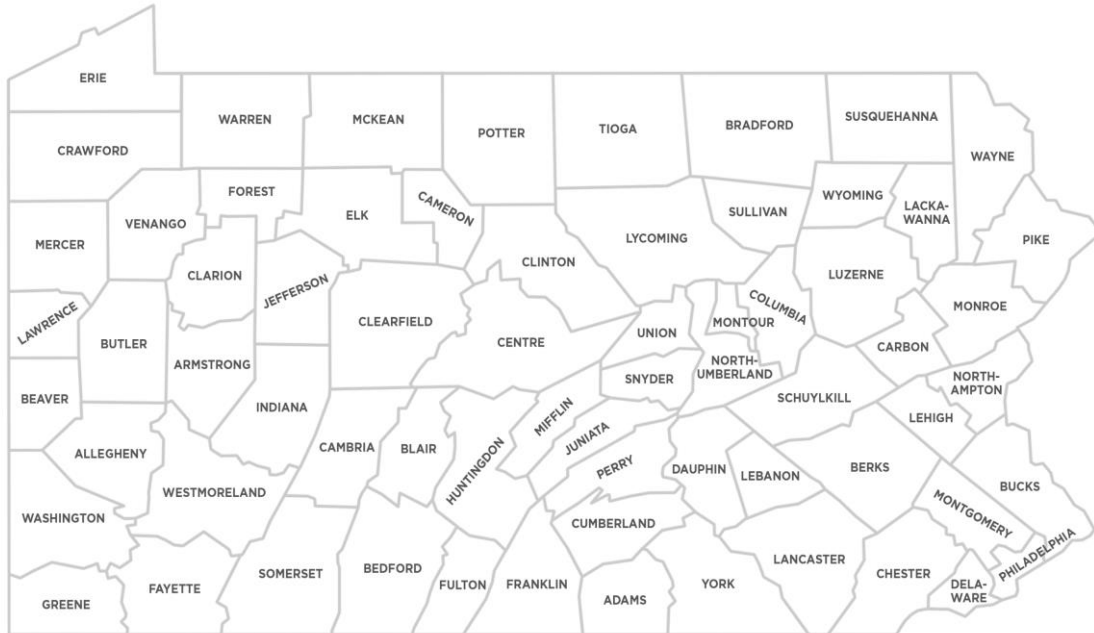 ERIE
WARREN
MCKEAN
POTTER
TIOGA
BRADFORD
SUSQUEHANNA
WAYNE
CRAWFORD
FOREST
ELK
CAMERON
SULLIVAN
WYOMING
LACKA-
WANNA
PIKE
MERCER
VENANGO
CLARION
JEFFERSON
CLINTON
LYCOMING
LUZERNE
MONROE
LAWRENCE
BUTLER
ARMSTRONG
CLEARFIELD
CENTRE
UNION
MONTOUR
COLUMBIA
CARBON
BEAVER
INDIANA
SNYDER
NORTH-
UMBERLAND
SCHUYLKILL
NORTH-
AMPTON
LEHIGH
ALLEGHENY
CAMBRIA
BLAIR
HUNTINGDON
MIFFLIN
JUNIATA
PERRY
DAUPHIN
LEBANON
BERKS
BUCKS
WASHINGTON
WESTMORELAND
CUMBERLAND
MONTGOMERY
PHILADELPHIA
GREENE
FAYETTE
SOMERSET
BEDFORD
FULTON
FRANKLIN
ADAMS
YORK
LANCASTER
CHESTER
DELA-
WARE